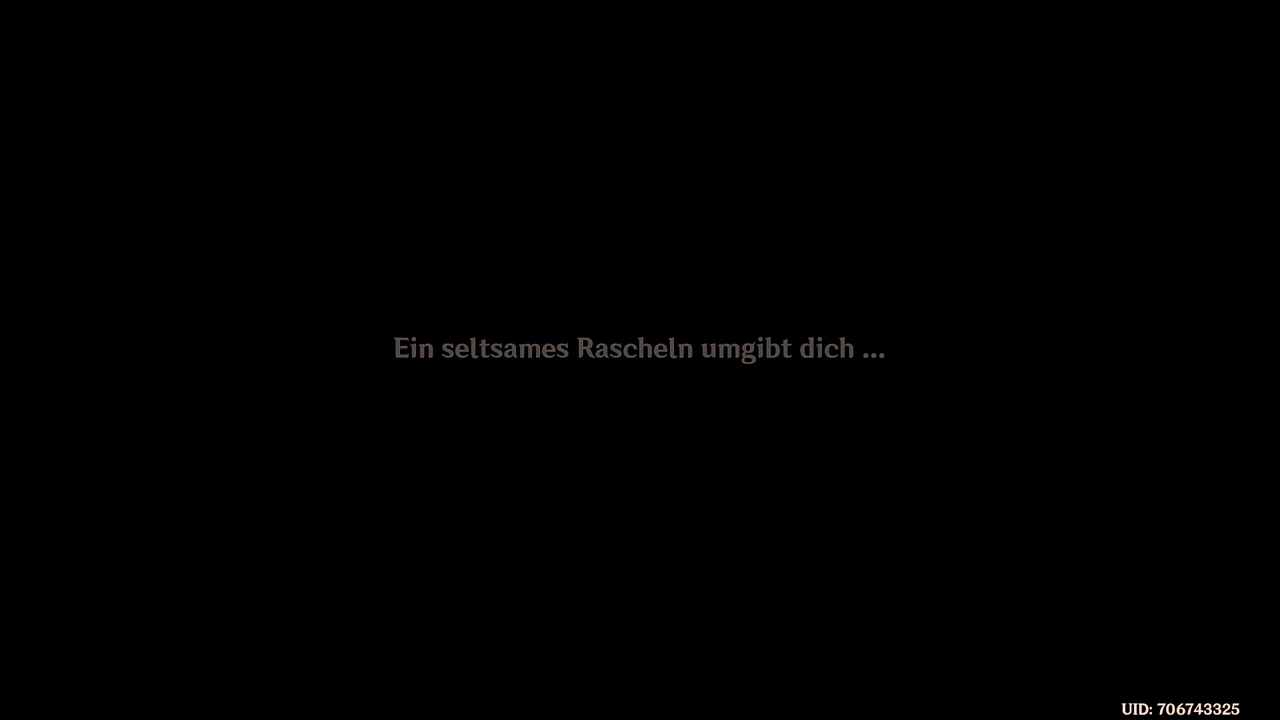 Ein seltsames Rascheln umgibt dich ...
UID: 706743325